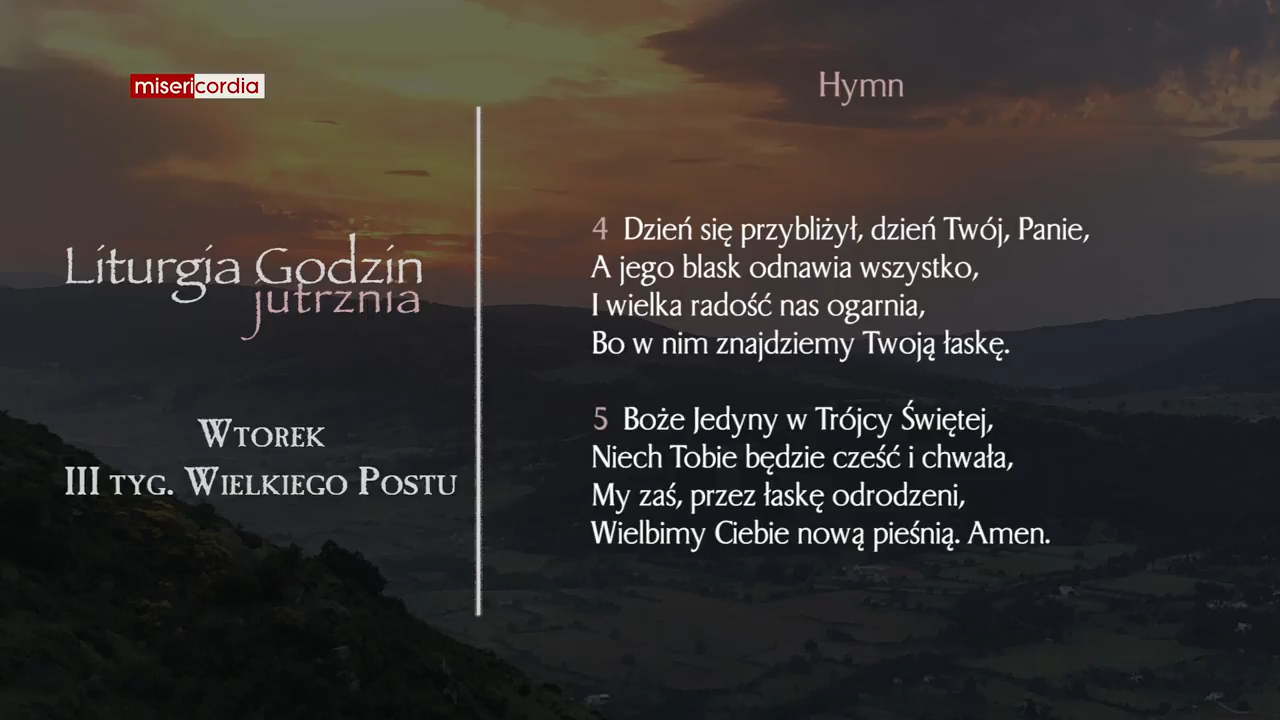 misericordia
Liturgia Godzin
jutrznia
Wtorek
III tyg. Wielkiego Postu
Hymn
4 Dzień się przybliżył, dzień Twój, Panie,
A jego blask odnawia wszystko,
I wielka radość nas ogarnia,
Bo w nim znajdziemy Twoją łaskę.
5 Boże Jedyny w Trójcy Świętej,
Niech Tobie będzie cześć i chwała,
My zaś, przez łaskę odrodzeni,
Wielbimy Ciebie nową pieśnią. Amen.